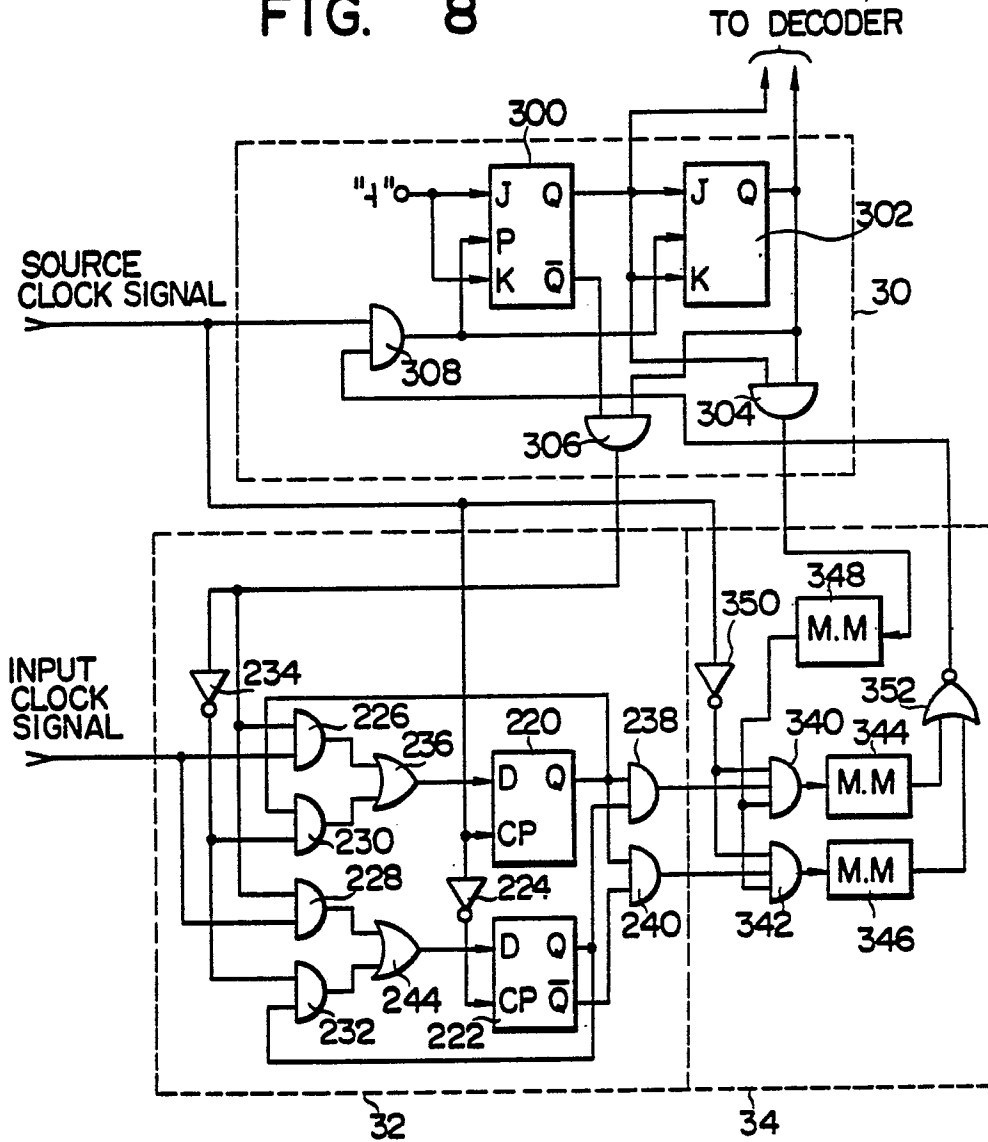 FIG. 8
TO DECODER
300
"1"
J Q
P
K Q̅
J Q
K
302
30
SOURCE
CLOCK SIGNAL
308
304
306
348
M.M
350
INPUT
CLOCK
SIGNAL
234
226
236
220
238
352
340
344
D Q
CP
M.M
230
228
224
240
342
M.M
346
D Q
CP Q̅
244
232
222
32
34